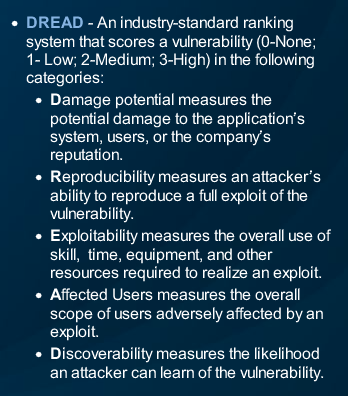 • DREAD - An industry-standard ranking
system that scores a vulnerability (0-None;
1- Low; 2-Medium; 3-High) in the following
categories:
• Damage potential measures the
potential damage to the application's
system, users, or the company's
reputation.
• Reproducibility measures an attacker's
ability to reproduce a full exploit of the
vulnerability.
• Exploitability measures the overall use of
skill, time, equipment, and other
resources required to realize an exploit.
• Affected Users measures the overall
scope of users adversely affected by an
exploit.
• Discoverability measures the likelihood
an attacker can learn of the vulnerability.